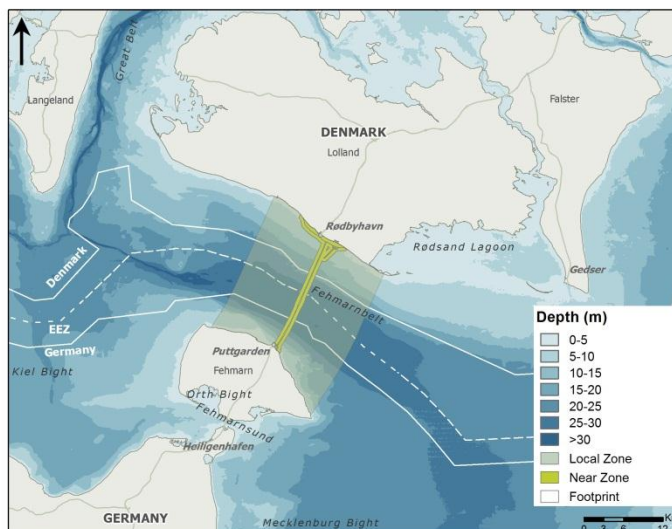 Great Belt
Langeland
DENMARK
Lolland
Falster
Rødbyhavn
Rødsand Lagoon
Gedser
Denmark
EEZ
Germany
Fehmarnbelt
Puttgarden
Fehmarn
Kiel Bight
Orth Bight
Fehmarnsund
Heiligenhafen
GERMANY
Mecklenburg Bight
Depth (m)
0-5
5-10
10-15
15-20
20-25
25-30
>30
Local Zone
Near Zone
Footprint
0 3 6 12